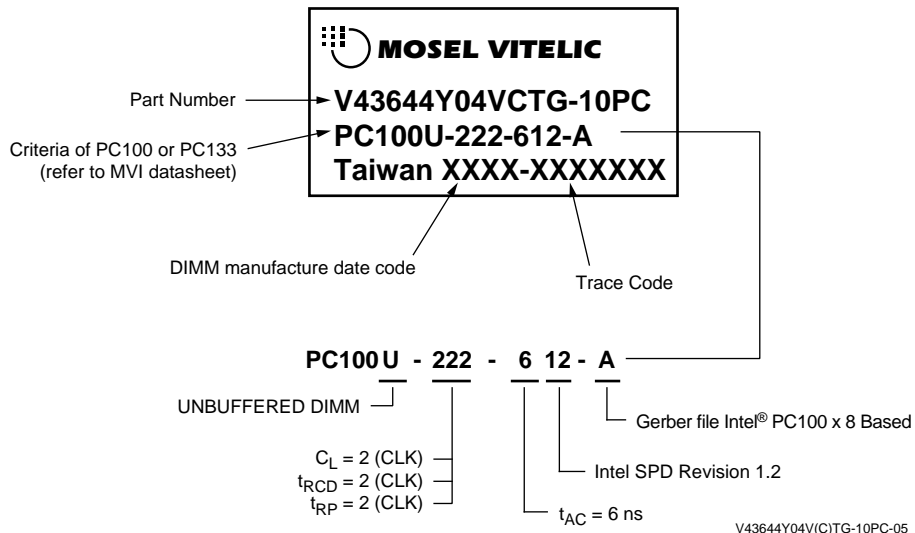 MOSEL VITELIC
Part Number
V43644Y04VCTG-10PC
Criteria of PC100 or PC133
(refer to MVI datasheet)
PC100U-222-612-A
Taiwan XXXX-XXXXXXX
DIMM manufacture date code
Trace Code
PC100 U - 222 - 6 12 - A
UNBUFFERED DIMM
Gerber file Intel® PC100 x 8 Based
CL = 2 (CLK)
tRCD = 2 (CLK)
tRP = 2 (CLK)
Intel SPD Revision 1.2
tAC = 6 ns
V43644Y04V(C)TG-10PC-05